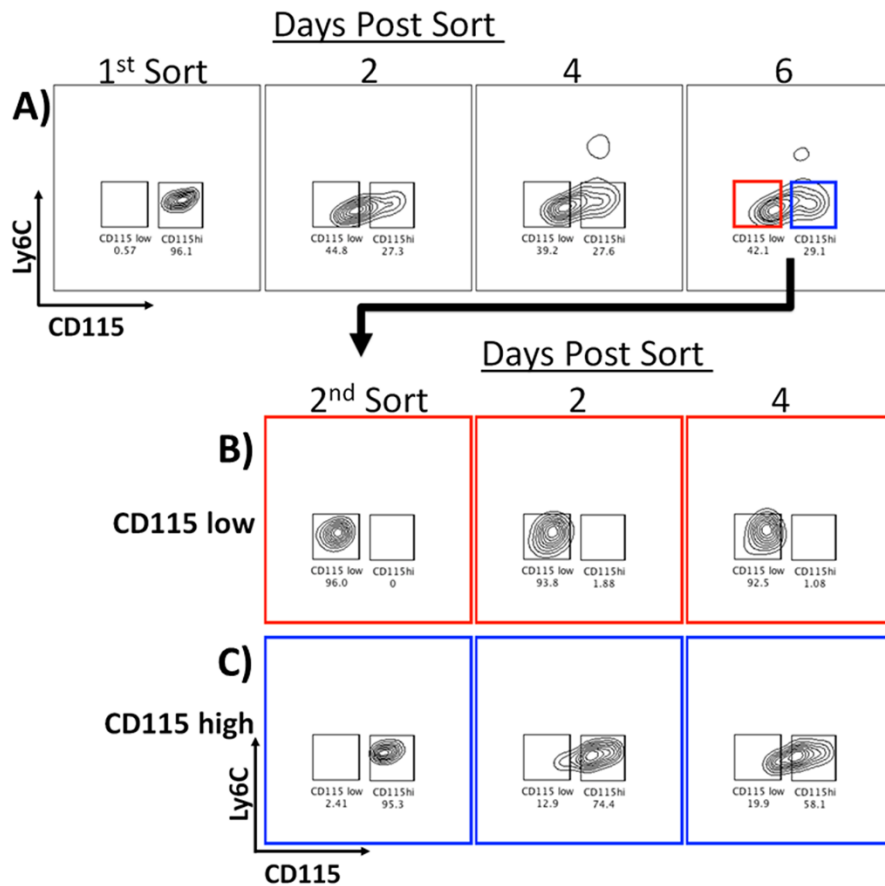 Days Post Sort
1st Sort 2 4 6
A)
CD115 low CD115hi CD115 low CD115hi CD115 low CD115hi CD115 low CD115hi
0.57 96.1 44.8 27.3 39.2 27.6 42.1 29.1
Ly6C
CD115
Days Post Sort
2nd Sort 2 4
B)
CD115 low
CD115 low CD115hi CD115 low CD115hi CD115 low CD115hi
96.0 0 93.8 1.88 92.5 1.08
C)
CD115 high
CD115 low CD115hi CD115 low CD115hi CD115 low CD115hi
2.41 95.3 12.9 74.4 19.9 58.1
Ly6C
CD115